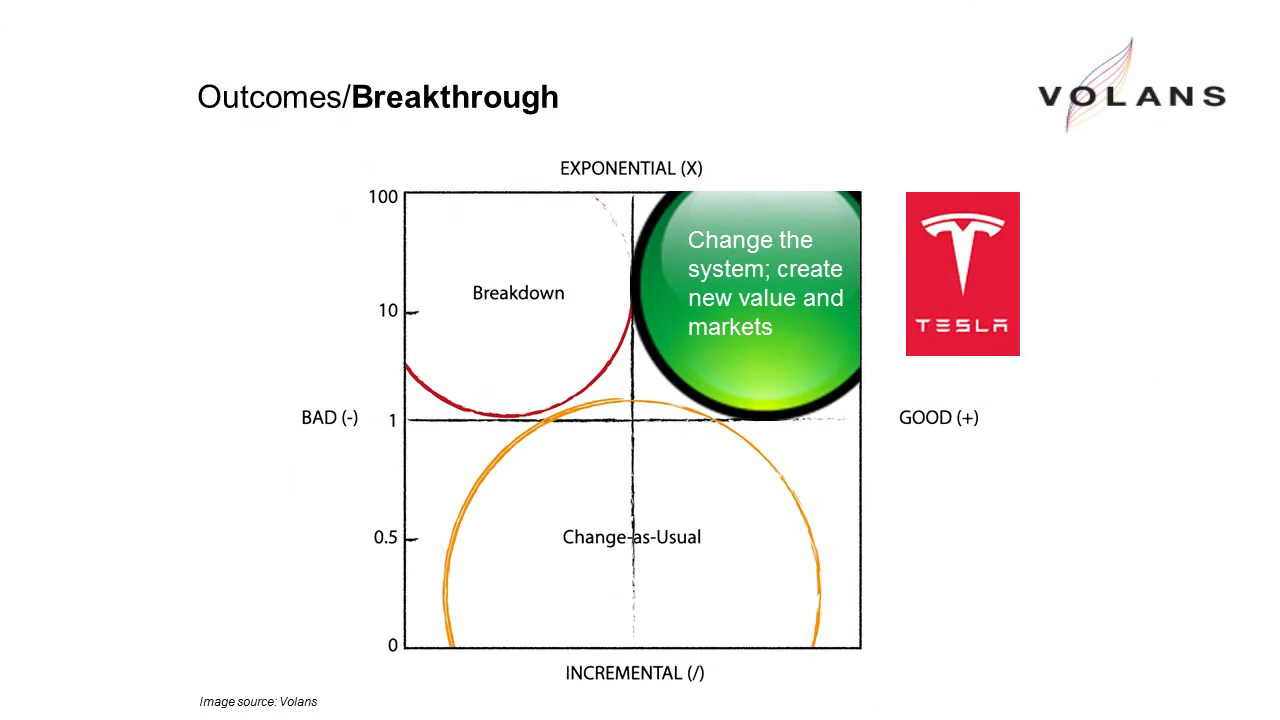 VOLANS
Outcomes/Breakthrough
EXPONENTIAL (X)
100
Change the
system; create
new value and
markets
TESLA
Breakdown
10
BAD (-)
1
GOOD (+)
0.5
Change-as-Usual
0
INCREMENTAL (/)
Image source: Volans